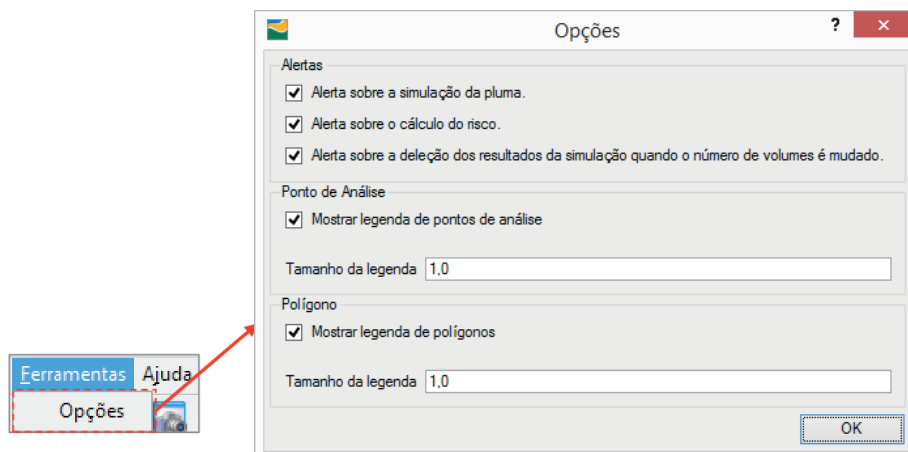 Opções
?
×
Alertas
Alerta sobre a simulação da pluma.
Alerta sobre o cálculo do risco.
Alerta sobre a deleção dos resultados da simulação quando o número de volumes é mudado.
Ponto de Análise
Mostrar legenda de pontos de análise
Tamanho da legenda 1,0
Polígono
Mostrar legenda de polígonos
Tamanho da legenda 1,0
OK
Ferramentas Ajuda
Opções